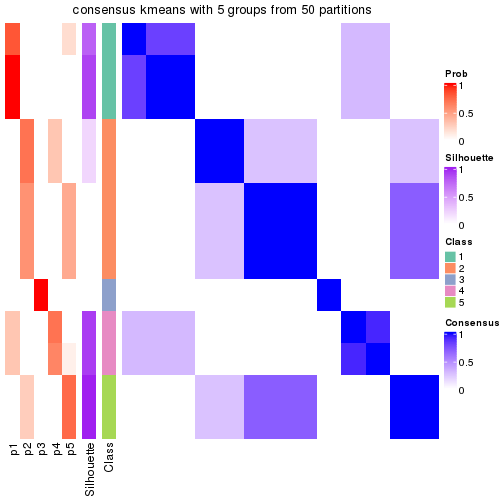 consensus kmeans with 5 groups from 50 partitions
Prob
1
0.5
0
Silhouette
1
0.5
0
Class
1
2
3
4
5
Consensus
1
0.5
0
p1
p2
p3
p4
p5
Silhouette
Class